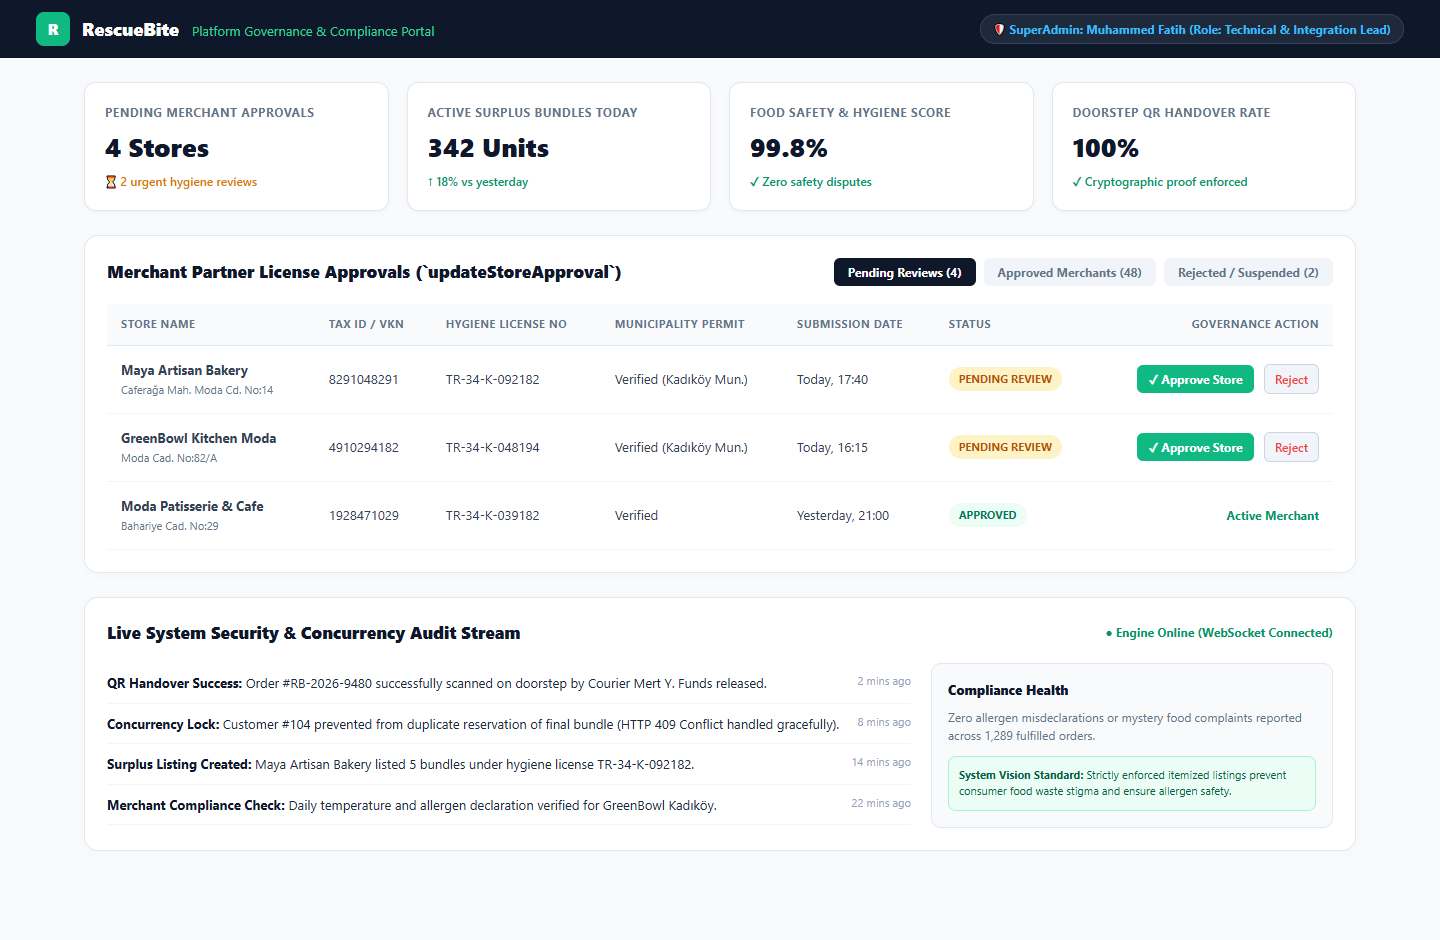 R RescueBite Platform Governance & Compliance Portal
SuperAdmin: Muhammed Fatih (Role: Technical & Integration Lead)
PENDING MERCHANT APPROVALS
4 Stores
⏳ 2 urgent hygiene reviews
ACTIVE SURPLUS BUNDLES TODAY
342 Units
↑ 18% vs yesterday
FOOD SAFETY & HYGIENE SCORE
99.8%
✓ Zero safety disputes
DOORSTEP QR HANDOVER RATE
100%
✓ Cryptographic proof enforced
Merchant Partner License Approvals (`updateStoreApproval`)
Pending Reviews (4) Approved Merchants (48) Rejected / Suspended (2)
STORE NAME TAX ID / VKN HYGIENE LICENSE NO MUNICIPALITY PERMIT SUBMISSION DATE STATUS GOVERNANCE ACTION
Maya Artisan Bakery
Caferağa Mah. Moda Cd. No:14
8291048291 TR-34-K-092182 Verified (Kadıköy Mun.) Today, 17:40 PENDING REVIEW ✓ Approve Store Reject
GreenBowl Kitchen Moda
Moda Cad. No:82/A
4910294182 TR-34-K-048194 Verified (Kadıköy Mun.) Today, 16:15 PENDING REVIEW ✓ Approve Store Reject
Moda Patisserie & Cafe
Bahariye Cad. No:29
1928471029 TR-34-K-039182 Verified Yesterday, 21:00 APPROVED Active Merchant
Live System Security & Concurrency Audit Stream
● Engine Online (WebSocket Connected)
QR Handover Success: Order #RB-2026-9480 successfully scanned on doorstep by Courier Mert Y. Funds released. 2 mins ago
Concurrency Lock: Customer #104 prevented from duplicate reservation of final bundle (HTTP 409 Conflict handled gracefully). 8 mins ago
Surplus Listing Created: Maya Artisan Bakery listed 5 bundles under hygiene license TR-34-K-092182. 14 mins ago
Merchant Compliance Check: Daily temperature and allergen declaration verified for GreenBowl Kadıköy. 22 mins ago
Compliance Health
Zero allergen misdeclarations or mystery food complaints reported
across 1,289 fulfilled orders.
System Vision Standard: Strictly enforced itemized listings prevent
consumer food waste stigma and ensure allergen safety.